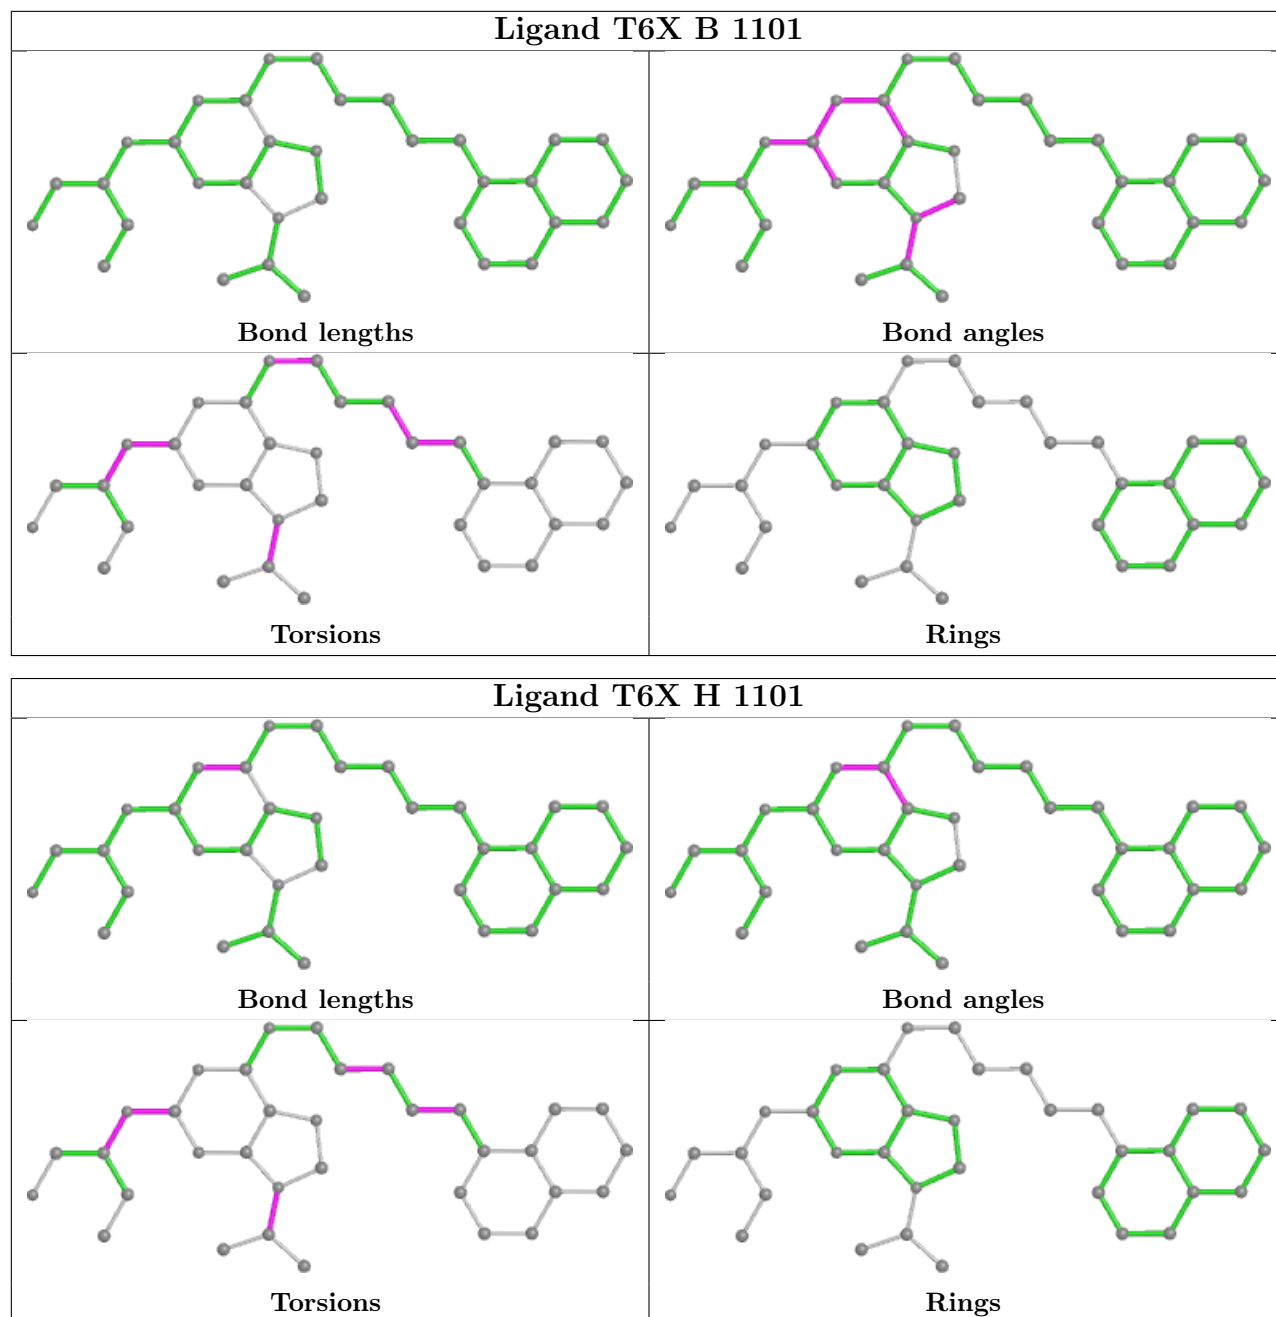 Ligand T6X B 1101
Bond lengths
Bond angles
Torsions
Rings
Ligand T6X H 1101
Bond lengths
Bond angles
Torsions
Rings